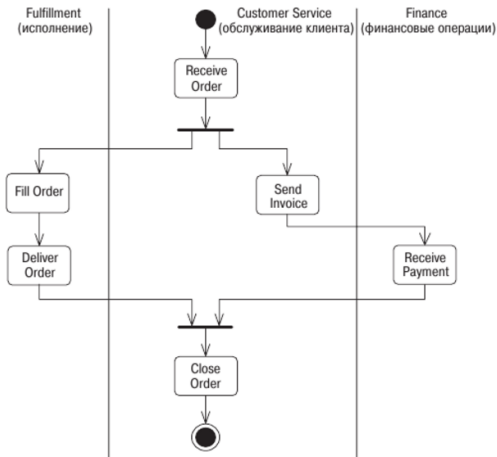 Fulfillment
(исполнение)
Customer Service
(обслуживание клиента)
Finance
(финансовые операции)
Receive
Order
Fill Order
Send
Invoice
Deliver
Order
Receive
Payment
Close
Order